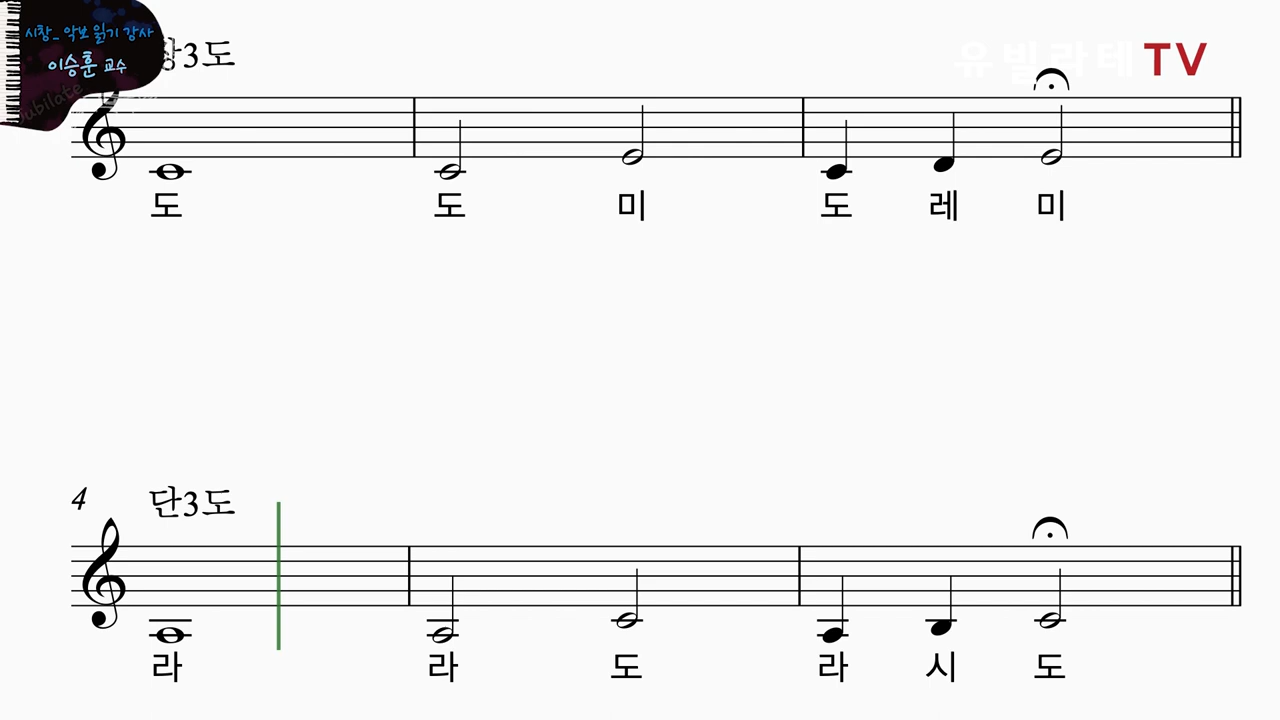 시창_ 악보 읽기 강사
이승훈 교수
Jubilate
장3도
유빌라테TV
도 도 미 도 레 미
4 단3도
라 라 도 라 시 도